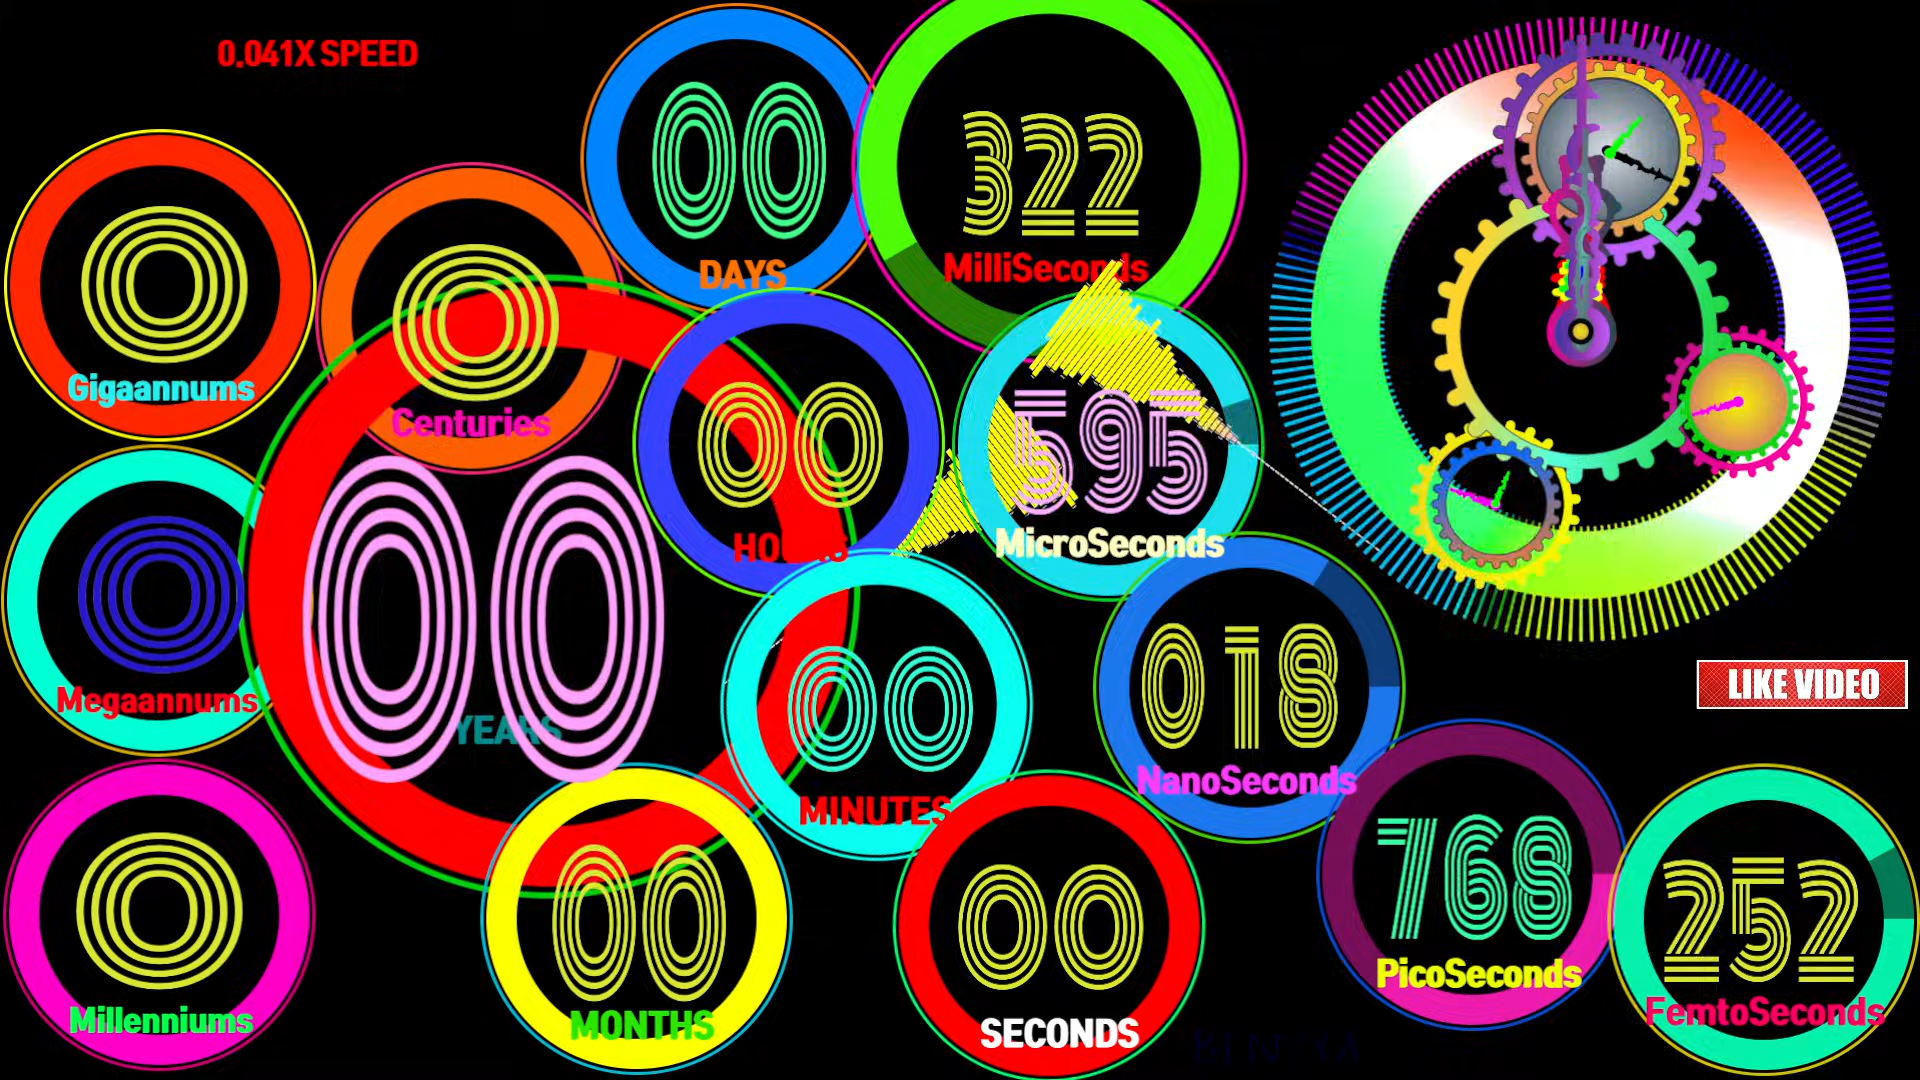 0.041X SPEED
00
DAYS
322
MilliSeconds
0
Gigaannums
0
Centuries
00
HOURS
595
MicroSeconds
0
Megaannums
00
YEARS
00
MINUTES
018
NanoSeconds
LIKE VIDEO
0
Millenniums
00
MONTHS
00
SECONDS
768
PicoSeconds
252
FemtoSeconds